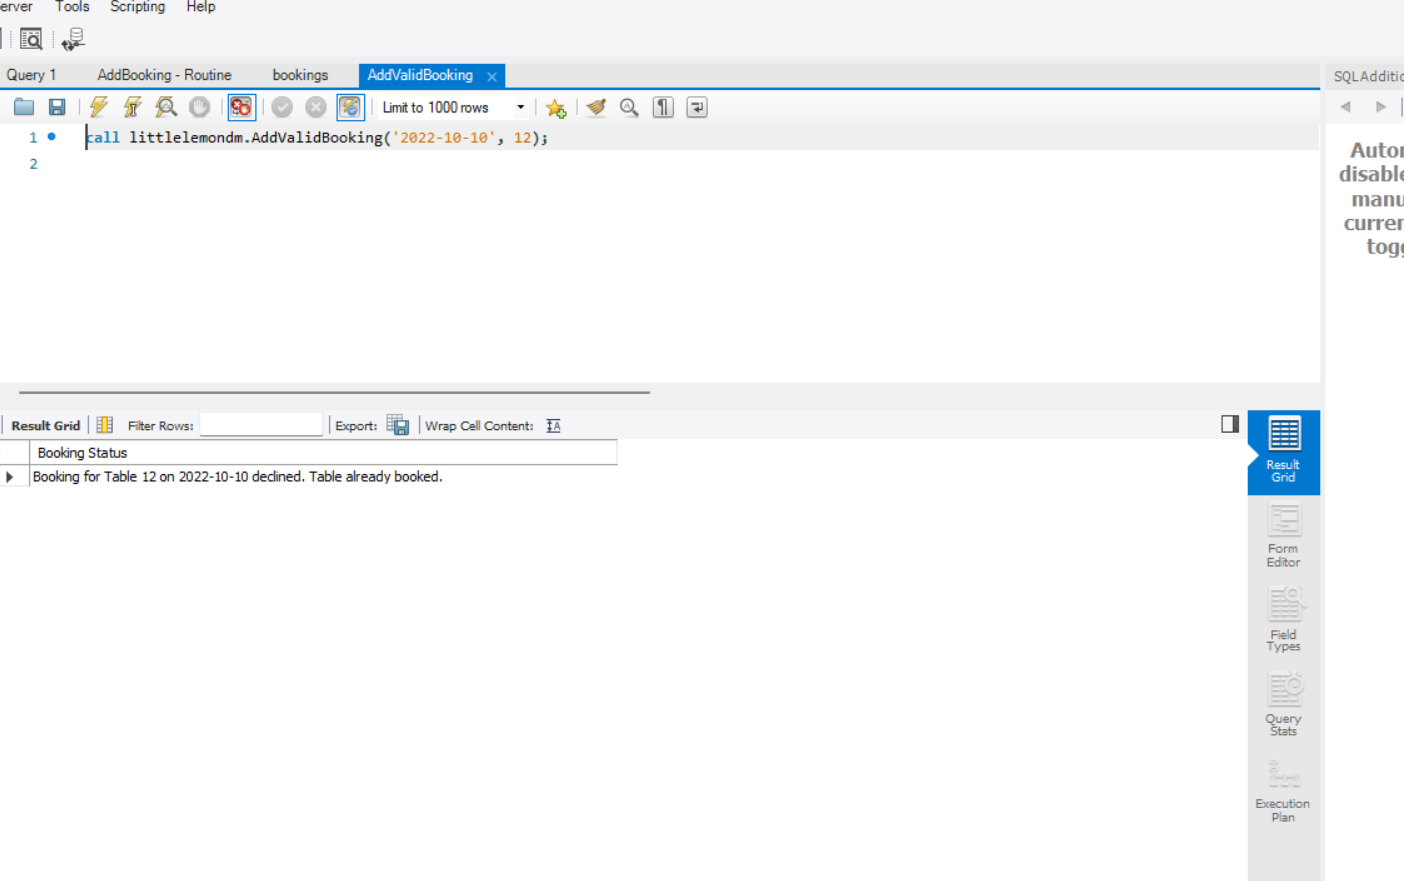 erver Tools Scripting Help
Query 1 AddBooking - Routine bookings AddValidBooking
SQLAdditio
Limit to 1000 rows
1 call littlelemondm.AddValidBooking('2022-10-10', 12);
2
Autor
disable
manu
currer
togg
Result Grid Filter Rows: Export: Wrap Cell Content:
Booking Status
Booking for Table 12 on 2022-10-10 declined. Table already booked.
Result
Grid
Form
Editor
Field
Types
Query
Stats
Execution
Plan